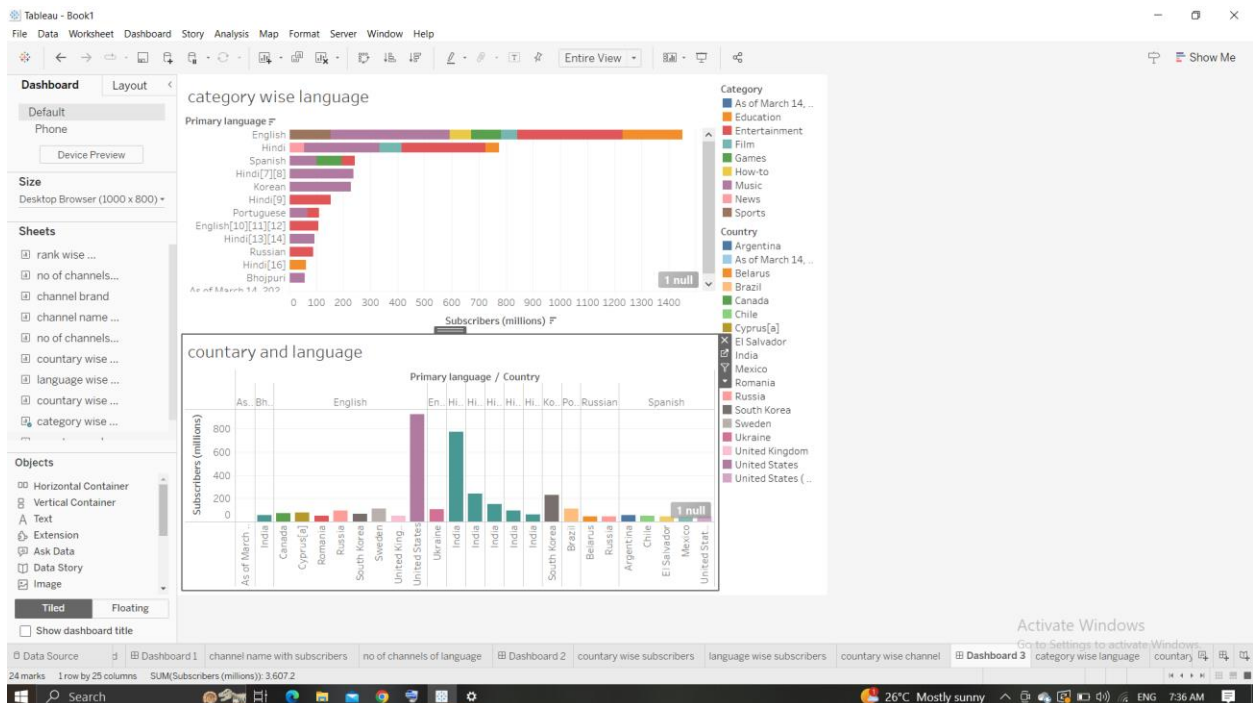 Tableau - Book1
File Data Worksheet Dashboard Story Analysis Map Format Server Window Help
Entire View
Show Me
Dashboard Layout
Default
Phone
Device Preview
Size
Desktop Browser (1000 x 800)
Sheets
rank wise ...
no of channels...
channel brand
channel name ...
no of channels...
countary wise ...
language wise ...
countary wise ...
category wise ...
Objects
Horizontal Container
Vertical Container
Text
Extension
Ask Data
Data Story
Image
Tiled Floating
Show dashboard title
category wise language
Primary language
English
Hindi
Spanish
Hindi[7][8]
Korean
Hindi[9]
Portuguese
English[10][11][12]
Hindi[13][14]
Russian
Hindi[16]
Bhojpuri
As of March 14, 202
1 null
0 100 200 300 400 500 600 700 800 900 1000 1100 1200 1300 1400
Subscribers (millions)
countary and language
Primary language / Country
As.. Bh.. English En.. Hi.. Hi.. Hi.. Hi.. Hi.. Ko.. Po.. Russian Spanish
Subscribers (millions)
800
600
400
200
0
1 null
As of March ..
India
Canada
Cyprus[a]
Romania
Russia
South Korea
Sweden
United King..
United States
Ukraine
India
India
India
India
India
South Korea
Brazil
Belarus
Russia
Argentina
Chile
El Salvador
Mexico
United Stat..
Category
As of March 14, ..
Education
Entertainment
Film
Games
How-to
Music
News
Sports
Country
Argentina
As of March 14, ..
Belarus
Brazil
Canada
Chile
Cyprus[a]
El Salvador
India
Mexico
Romania
Russia
South Korea
Sweden
Ukraine
United Kingdom
United States
United States ( ..
Activate Windows
Go to Settings to activate Windows.
Data Source Dashboard 1 channel name with subscribers no of channels of language Dashboard 2 countary wise subscribers language wise subscribers countary wise channel Dashboard 3 category wise language countary
24 marks 1 row by 25 columns SUM(Subscribers (millions)): 3,607.2
Search 26°C Mostly sunny ENG 7:36 AM